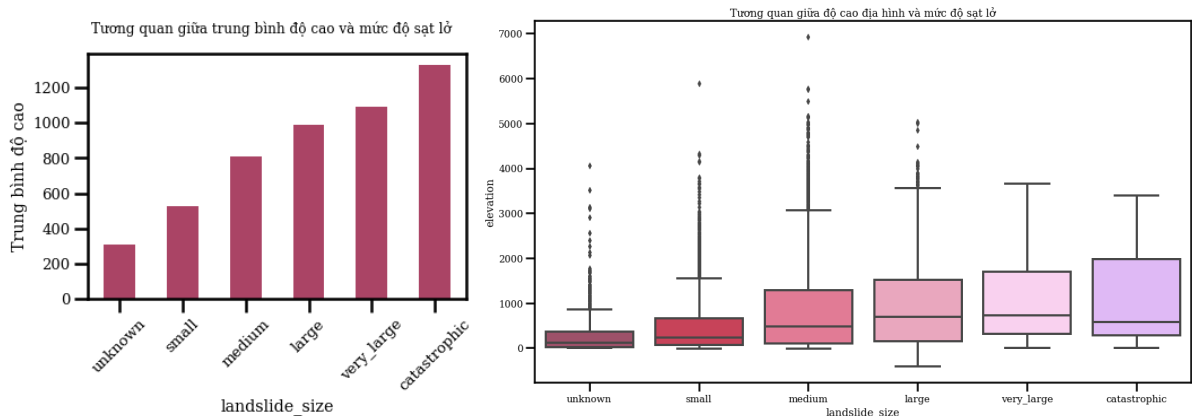 Tương quan giữa trung bình độ cao và mức độ sạt lở
Trung bình độ cao
1200
1000
800
600
400
200
0
unknown
small
medium
large
very_large
catastrophic
landslide_size
Tương quan giữa độ cao địa hình và mức độ sạt lở
elevation
7000
6000
5000
4000
3000
2000
1000
0
unknown
small
medium
large
very_large
catastrophic
landslide_size